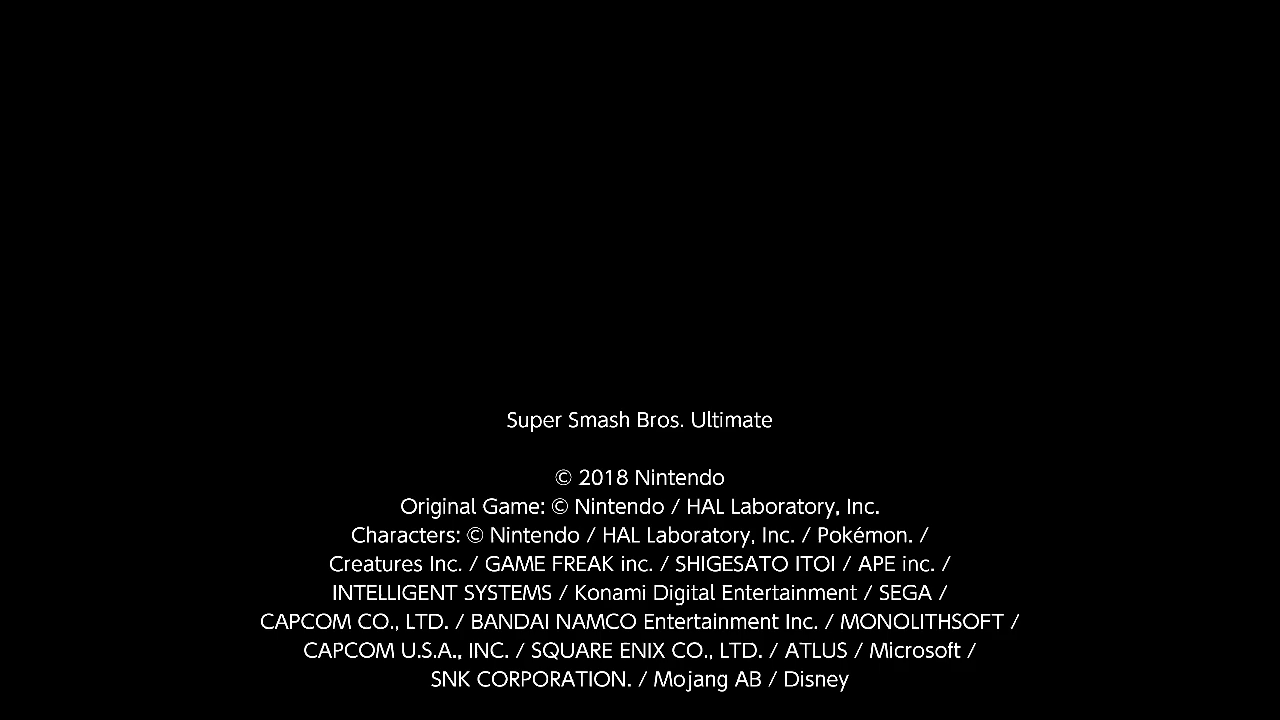 Super Smash Bros. Ultimate
© 2018 Nintendo
Original Game: © Nintendo / HAL Laboratory, Inc.
Characters: © Nintendo / HAL Laboratory, Inc. / Pokémon. /
Creatures Inc. / GAME FREAK inc. / SHIGESATO ITOI / APE inc. /
INTELLIGENT SYSTEMS / Konami Digital Entertainment / SEGA /
CAPCOM CO., LTD. / BANDAI NAMCO Entertainment Inc. / MONOLITHSOFT /
CAPCOM U.S.A., INC. / SQUARE ENIX CO., LTD. / ATLUS / Microsoft /
SNK CORPORATION. / Mojang AB / Disney